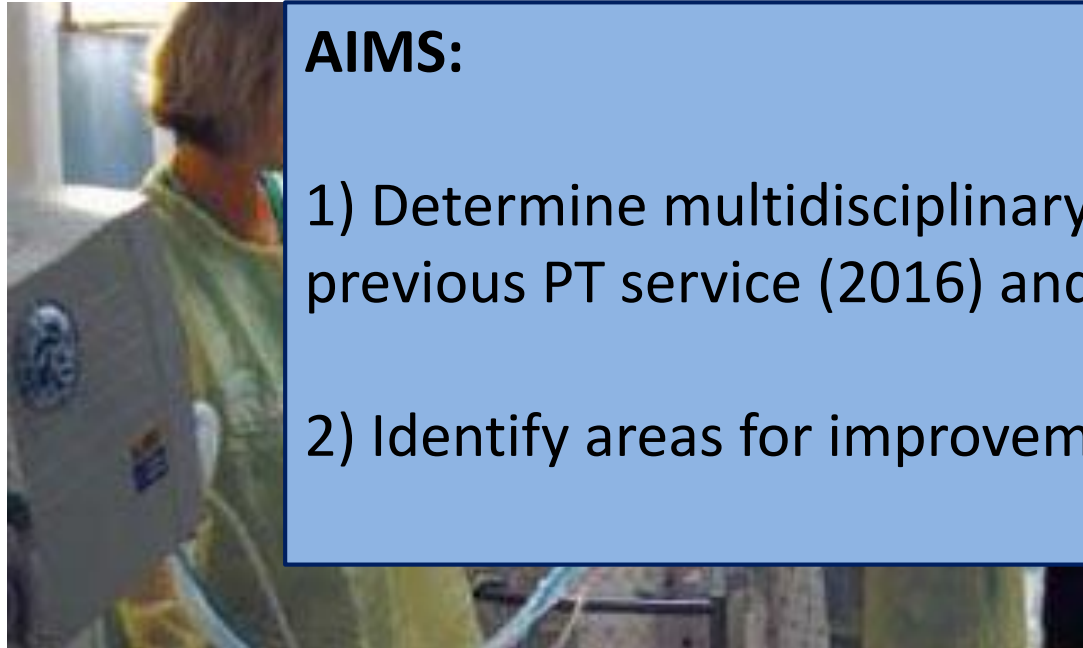 AIMS:
1) Determine multidisciplinary
previous PT service (2016) and
2) Identify areas for improvem